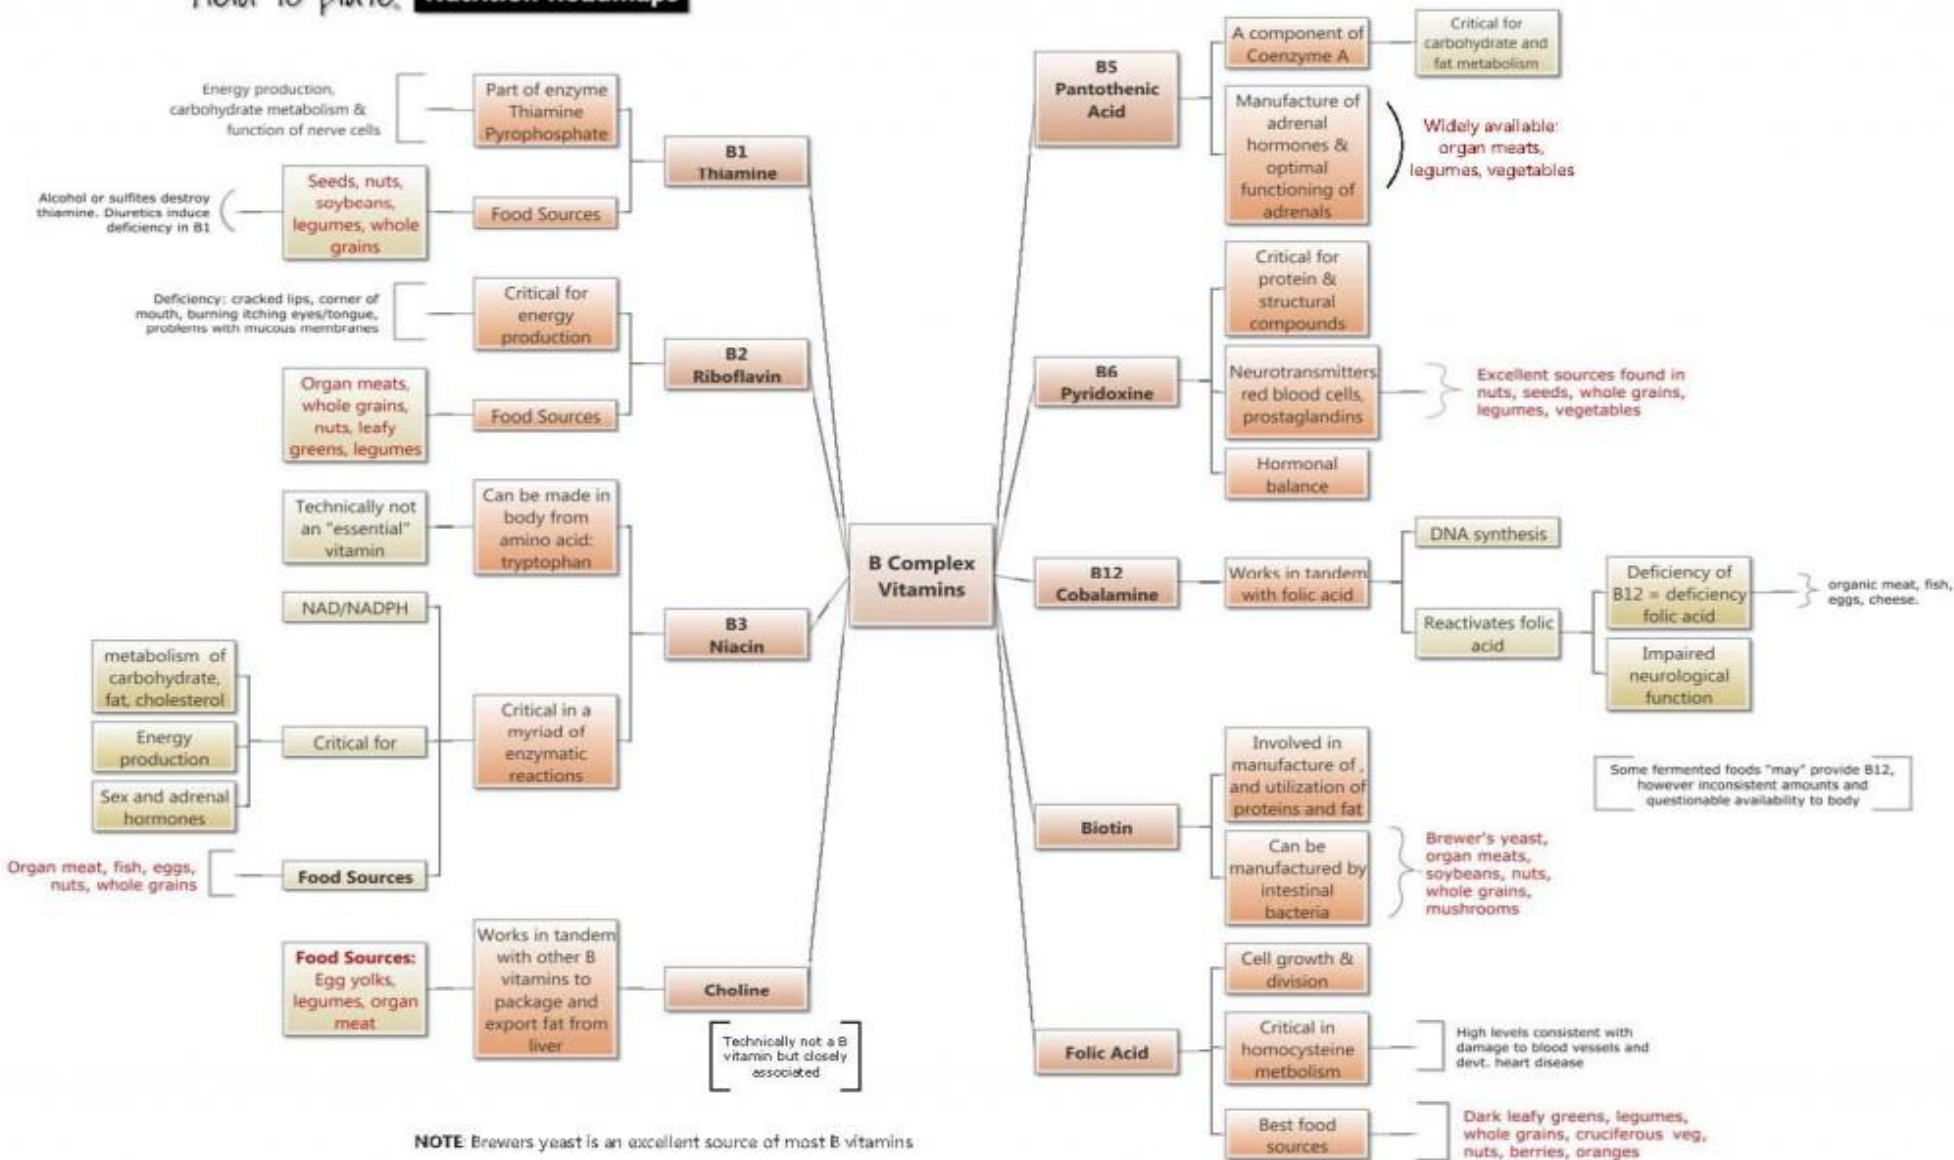 field to plate. Nutrition Roadmaps
Energy production,
carbohydrate metabolism &
function of nerve cells
Part of enzyme
Thiamine
Pyrophosphate
B1
Thiamine
Alcohol or sulfites destroy
thiamine. Diuretics induce
deficiency in B1
Seeds, nuts,
soybeans,
legumes, whole
grains
Food Sources
Deficiency: cracked lips, corner of
mouth, burning itching eyes/tongue,
problems with mucous membranes
Critical for
energy
production
B2
Riboflavin
Organ meats,
whole grains,
nuts, leafy
greens, legumes
Food Sources
Technically not
an "essential"
vitamin
Can be made in
body from
amino acid:
tryptophan
NAD/NADPH
B3
Niacin
metabolism of
carbohydrate,
fat, cholesterol
Energy
production
Sex and adrenal
hormones
Critical for
Critical in a
myriad of
enzymatic
reactions
Organ meat, fish, eggs,
nuts, whole grains
Food Sources
Food Sources:
Egg yolks,
legumes, organ
meat
Works in tandem
with other B
vitamins to
package and
export fat from
liver
Choline
Technically not a B
vitamin but closely
associated
NOTE: Brewers yeast is an excellent source of most B vitamins
B Complex
Vitamins
B5
Pantothenic
Acid
A component of
Coenzyme A
Critical for
carbohydrate and
fat metabolism
Manufacture of
adrenal
hormones &
optimal
functioning of
adrenals
Widely available:
organ meats,
legumes, vegetables
B6
Pyridoxine
Critical for
protein &
structural
compounds
Neurotransmitters
red blood cells,
prostaglandins
Excellent sources found in
nuts, seeds, whole grains,
legumes, vegetables
Hormonal
balance
B12
Cobalamine
Works in tandem
with folic acid
DNA synthesis
Reactivates folic
acid
Deficiency of
B12 = deficiency
folic acid
organic meat, fish,
eggs, cheese.
Impaired
neurological
function
Some fermented foods "may" provide B12,
however inconsistent amounts and
questionable availability to body
Biotin
Involved in
manufacture of ,
and utilization of
proteins and fat
Can be
manufactured by
intestinal
bacteria
Brewer's yeast,
organ meats,
soybeans, nuts,
whole grains,
mushrooms
Folic Acid
Cell growth &
division
Critical in
homocysteine
metbolism
High levels consistent with
damage to blood vessels and
devt. heart disease
Best food
sources
Dark leafy greens, legumes,
whole grains, cruciferous veg,
nuts, berries, oranges